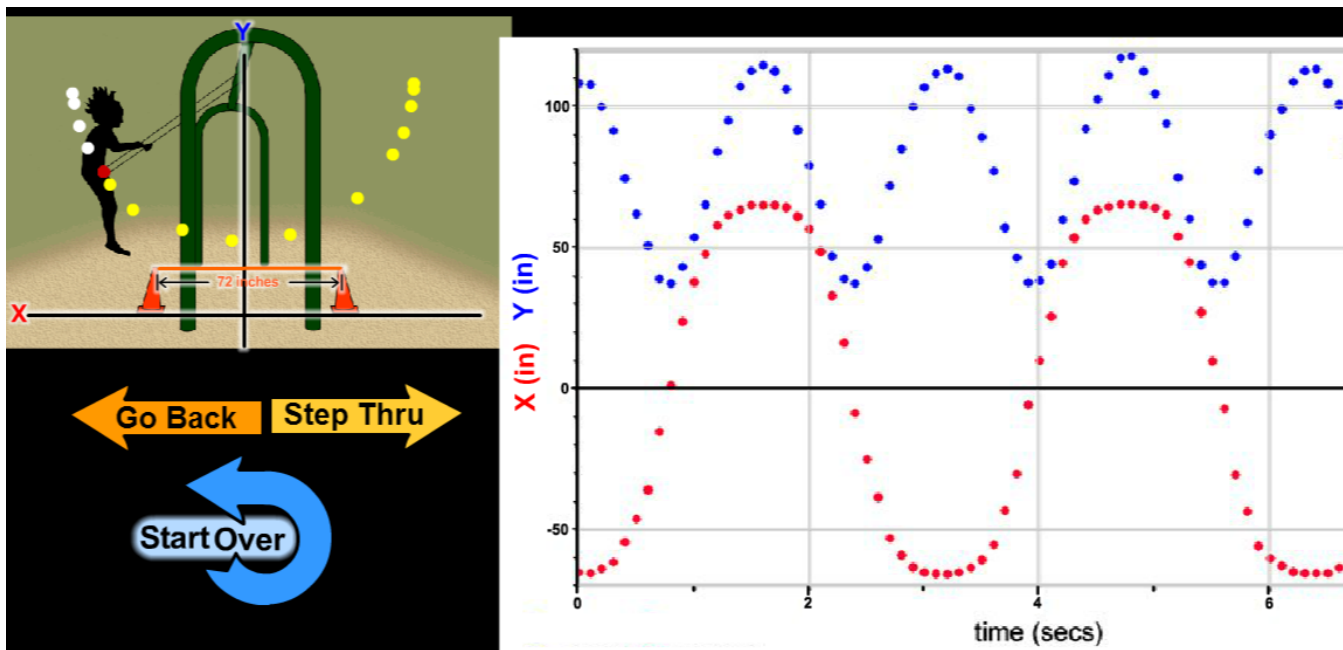 Y
72 inches
X
Go Back
Step Thru
Start Over
X (in) Y (in)
100
50
0
-50
0
2
4
6
time (secs)